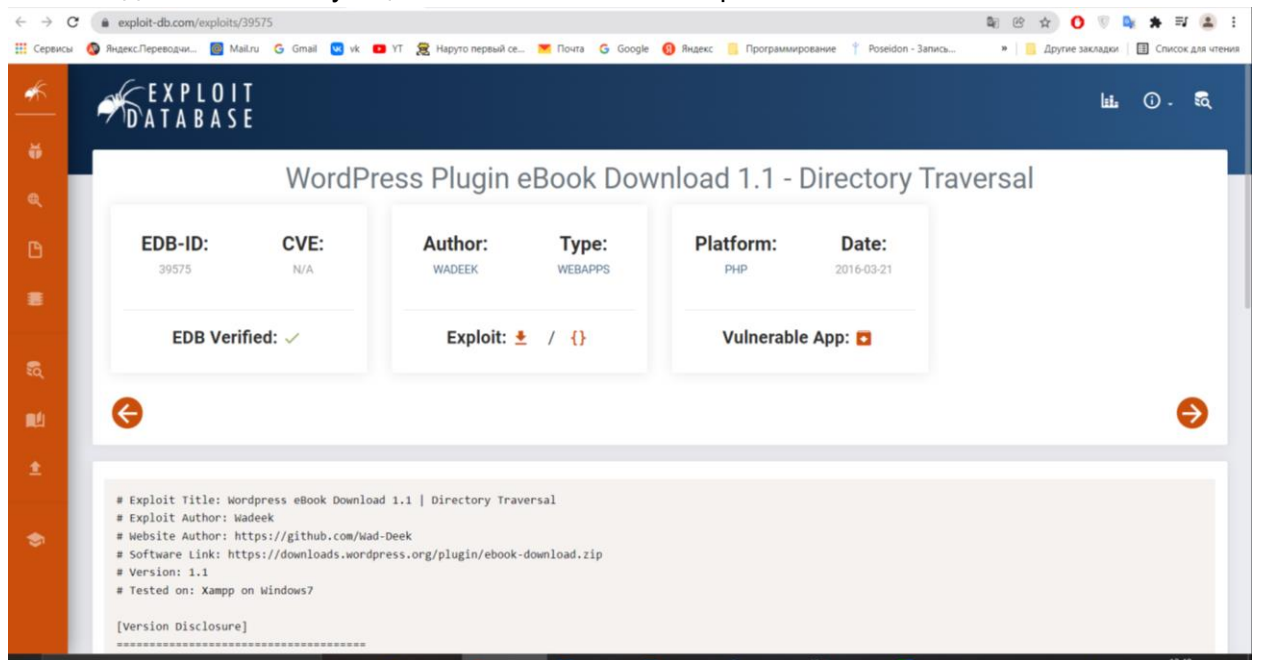 exploit-db.com/exploits/39575
Сервисы Яндекс.Переводчи... Mail.ru Gmail vk YT Наруто первый се... Почта Google Яндекс Программирование Poseidon - Запись... » Другие закладки Список для чтения
EXPLOIT
DATABASE
WordPress Plugin eBook Download 1.1 - Directory Traversal
EDB-ID: CVE: Author: Type: Platform: Date:
39575 N/A WADEEK WEBAPPS PHP 2016-03-21
EDB Verified: ✓ Exploit: / {} Vulnerable App:
# Exploit Title: Wordpress eBook Download 1.1 | Directory Traversal
# Exploit Author: Wadeek
# Website Author: https://github.com/Wad-Deek
# Software Link: https://downloads.wordpress.org/plugin/ebook-download.zip
# Version: 1.1
# Tested on: Xampp on Windows7
[Version Disclosure]
======================================